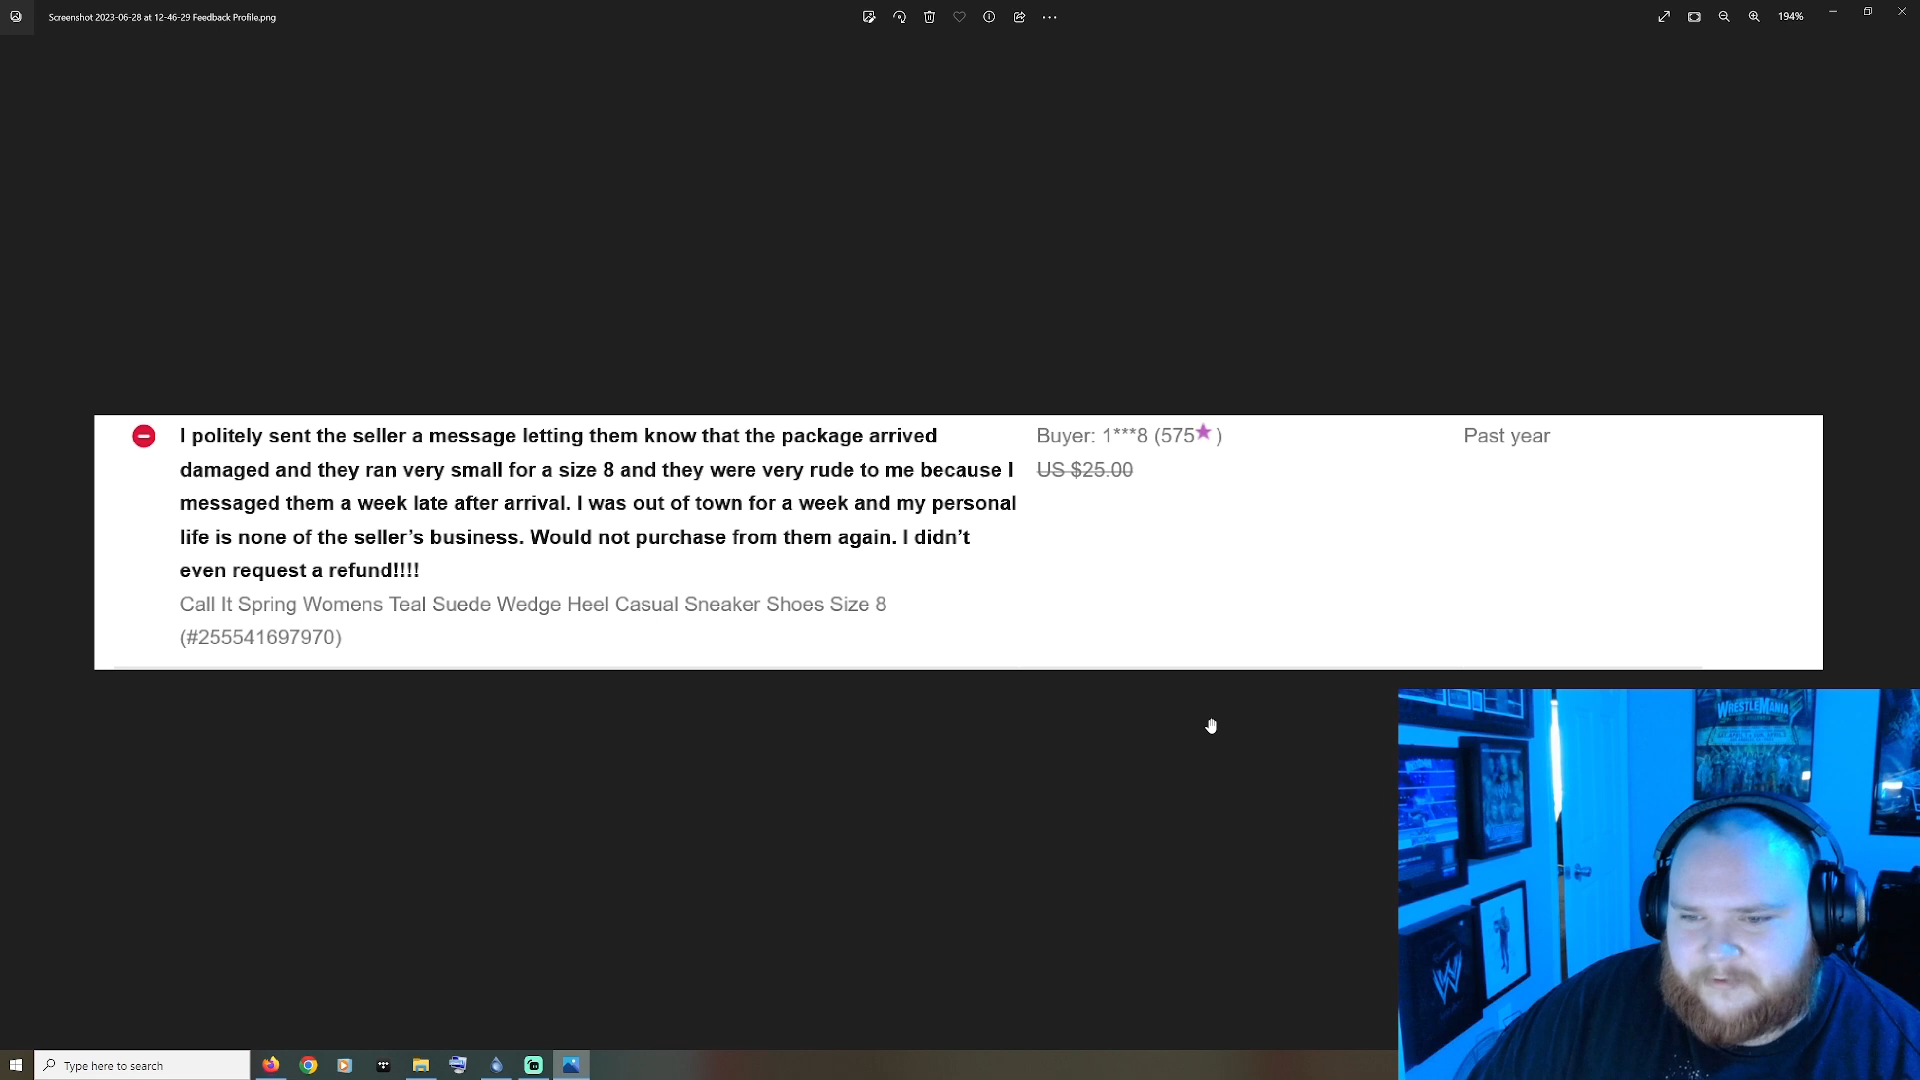 Screenshot 2023-06-28 at 12-46-29 Feedback Profile.png
194%
I politely sent the seller a message letting them know that the package arrived
damaged and they ran very small for a size 8 and they were very rude to me because I
messaged them a week late after arrival. I was out of town for a week and my personal
life is none of the seller’s business. Would not purchase from them again. I didn’t
even request a refund!!!!
Call It Spring Womens Teal Suede Wedge Heel Casual Sneaker Shoes Size 8
(#255541697970)
Buyer: 1***8 (575★)
US $25.00
Past year
WRESTLEMANIA
Type here to search